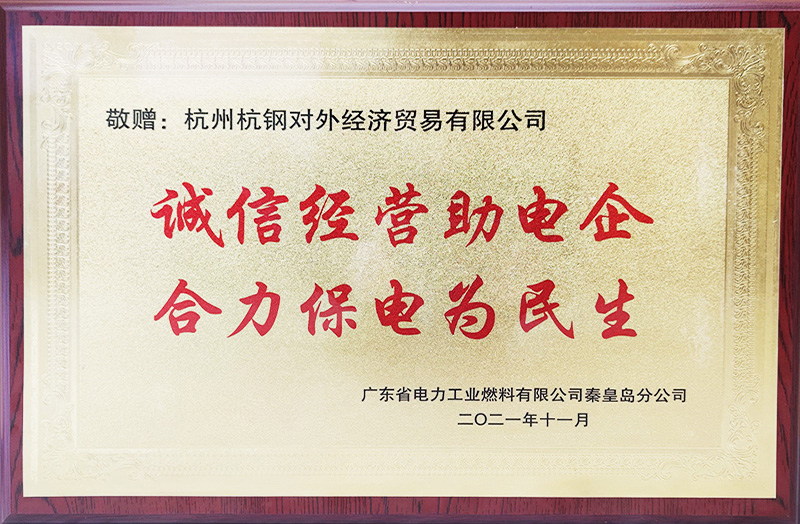 敬赠：杭州杭钢对外经济贸易有限公司
诚信经营助电企
合力保电为民生
广东省电力工业燃料有限公司秦皇岛分公司
二〇二一年十一月